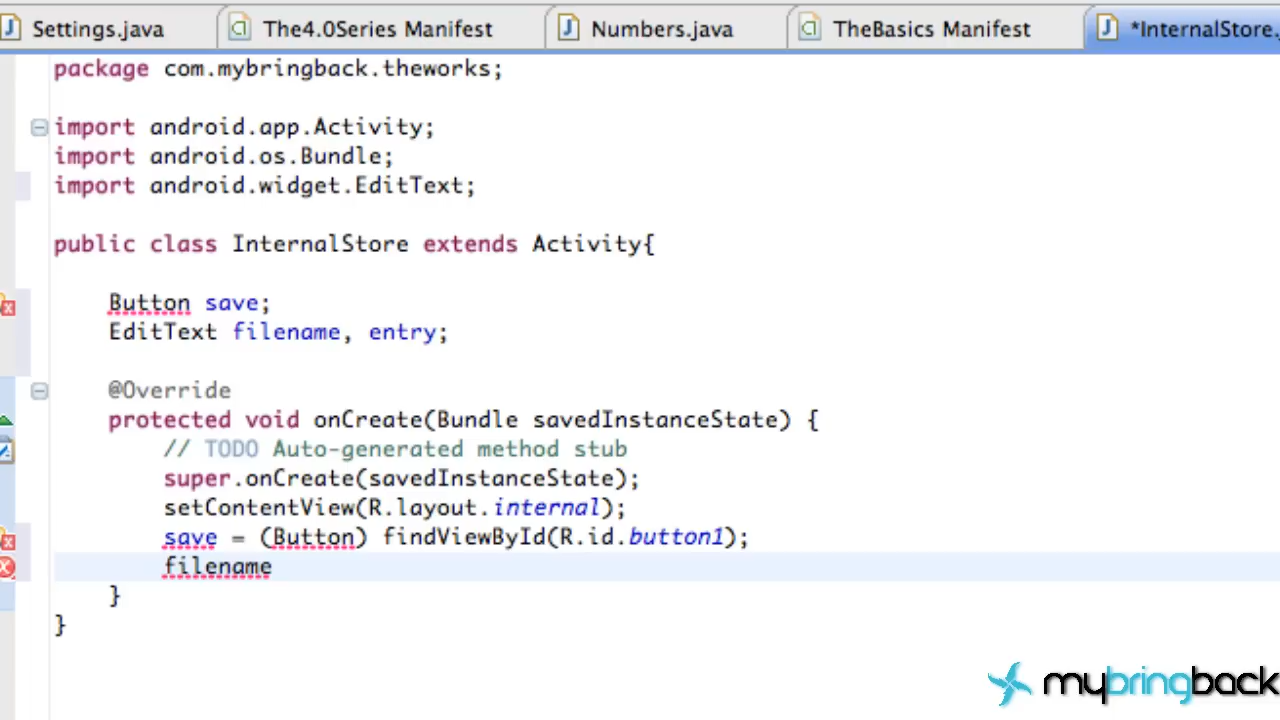 Settings.java The4.0Series Manifest Numbers.java TheBasics Manifest *InternalStore.
package com.mybringback.theworks;
import android.app.Activity;
import android.os.Bundle;
import android.widget.EditText;
public class InternalStore extends Activity{
Button save;
EditText filename, entry;
@Override
protected void onCreate(Bundle savedInstanceState) {
// TODO Auto-generated method stub
super.onCreate(savedInstanceState);
setContentView(R.layout.internal);
save = (Button) findViewById(R.id.button1);
filename
}
}
mybringback